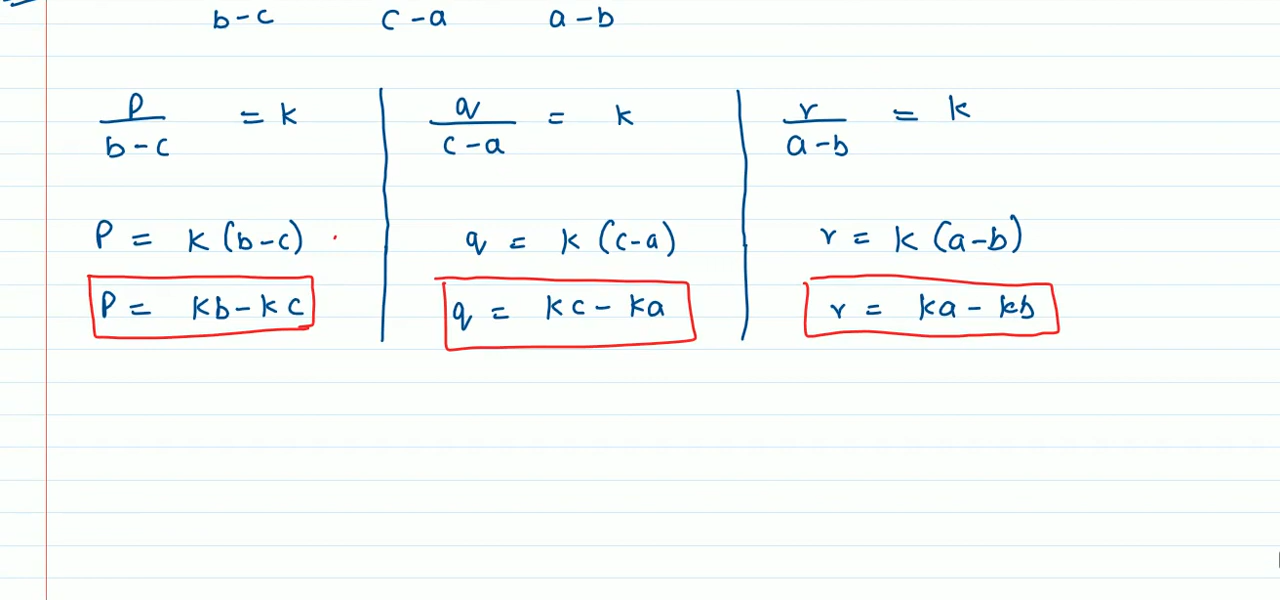 b-c c-a a-b
p/(b-c) = k q/(c-a) = k r/(a-b) = k
P = k (b-c) q = k (c-a) r = k (a-b)
P = kb-kc q = kc-ka r = ka-kb